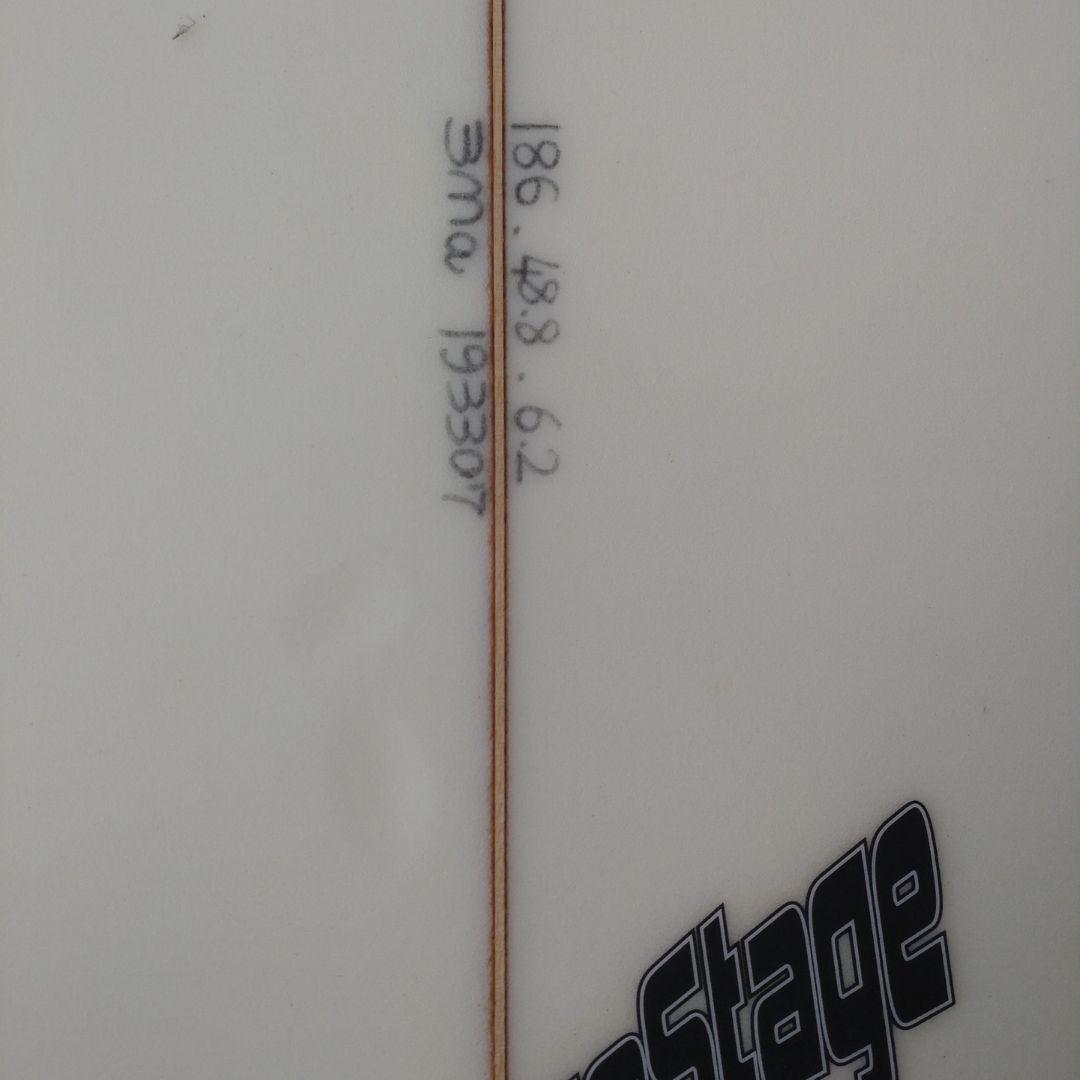 186 . 48.8 . 6.2
3ma 193307
Stage